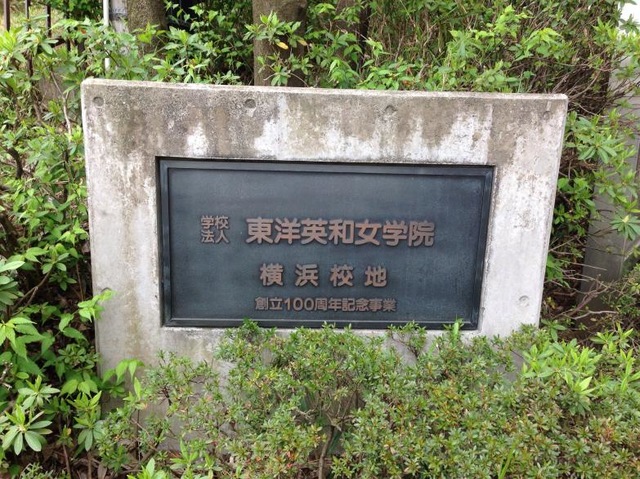 学校法人 東洋英和女学院
横浜校地
創立100周年記念事業